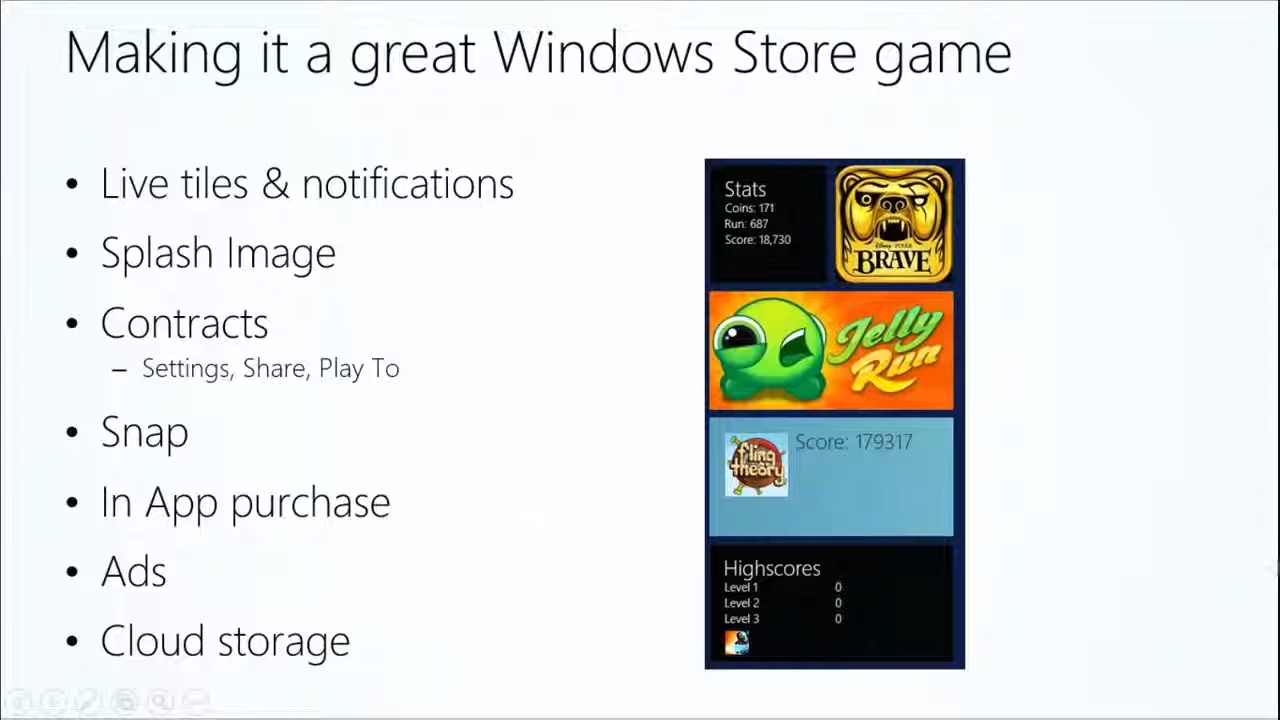 Making it a great Windows Store game
• Live tiles & notifications
• Splash Image
• Contracts
– Settings, Share, Play To
• Snap
• In App purchase
• Ads
• Cloud storage
Stats
Coins: 171
Run: 687
Score: 18,730
Disney PIXAR
BRAVE
Jelly
Run
fling
theory
Score: 179317
Highscores
Level 1 0
Level 2 0
Level 3 0